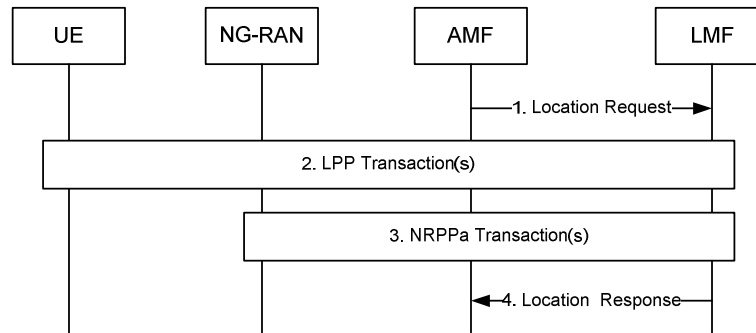 UE
NG-RAN
AMF
LMF
1. Location Request
2. LPP Transaction(s)
3. NRPPa Transaction(s)
4. Location Response